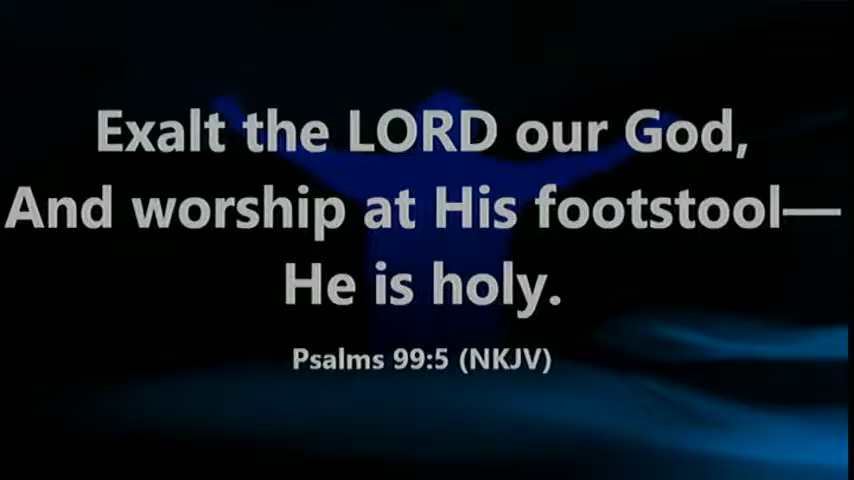 Exalt the LORD our God,
And worship at His footstool—
He is holy.
Psalms 99:5 (NKJV)